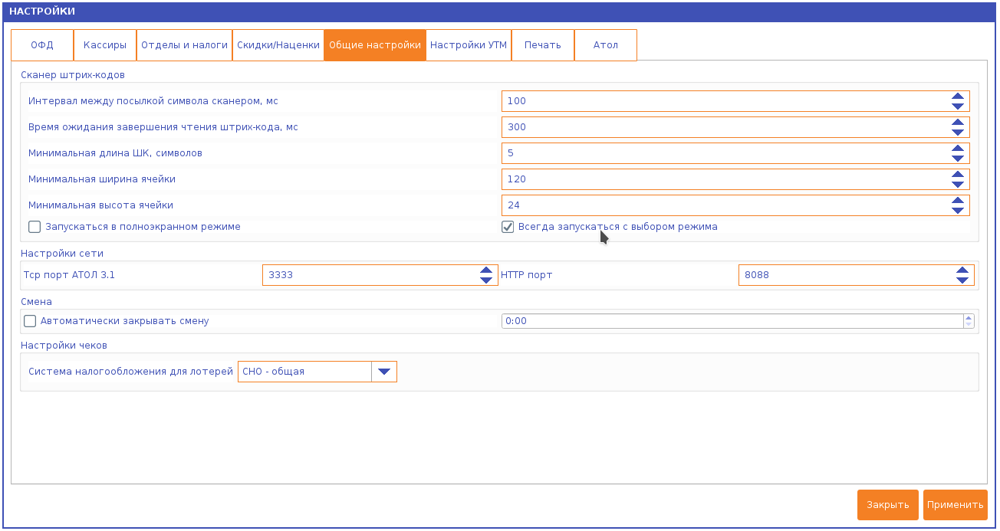 НАСТРОЙКИ
ОФД Кассиры Отделы и налоги Скидки/Наценки Общие настройки Настройки УТМ Печать Атол
Сканер штрих-кодов
Интервал между посылкой символа сканером, мс 100
Время ожидания завершения чтения штрих-кода, мс 300
Минимальная длина ШК, символов 5
Минимальная ширина ячейки 120
Минимальная высота ячейки 24
Запускаться в полноэкранном режиме Всегда запускаться с выбором режима
Настройки сети
Tcp порт АТОЛ 3.1 3333 HTTP порт 8088
Смена
Автоматически закрывать смену 0:00
Настройки чеков
Система налогообложения для лотерей СНО - общая
Закрыть Применить